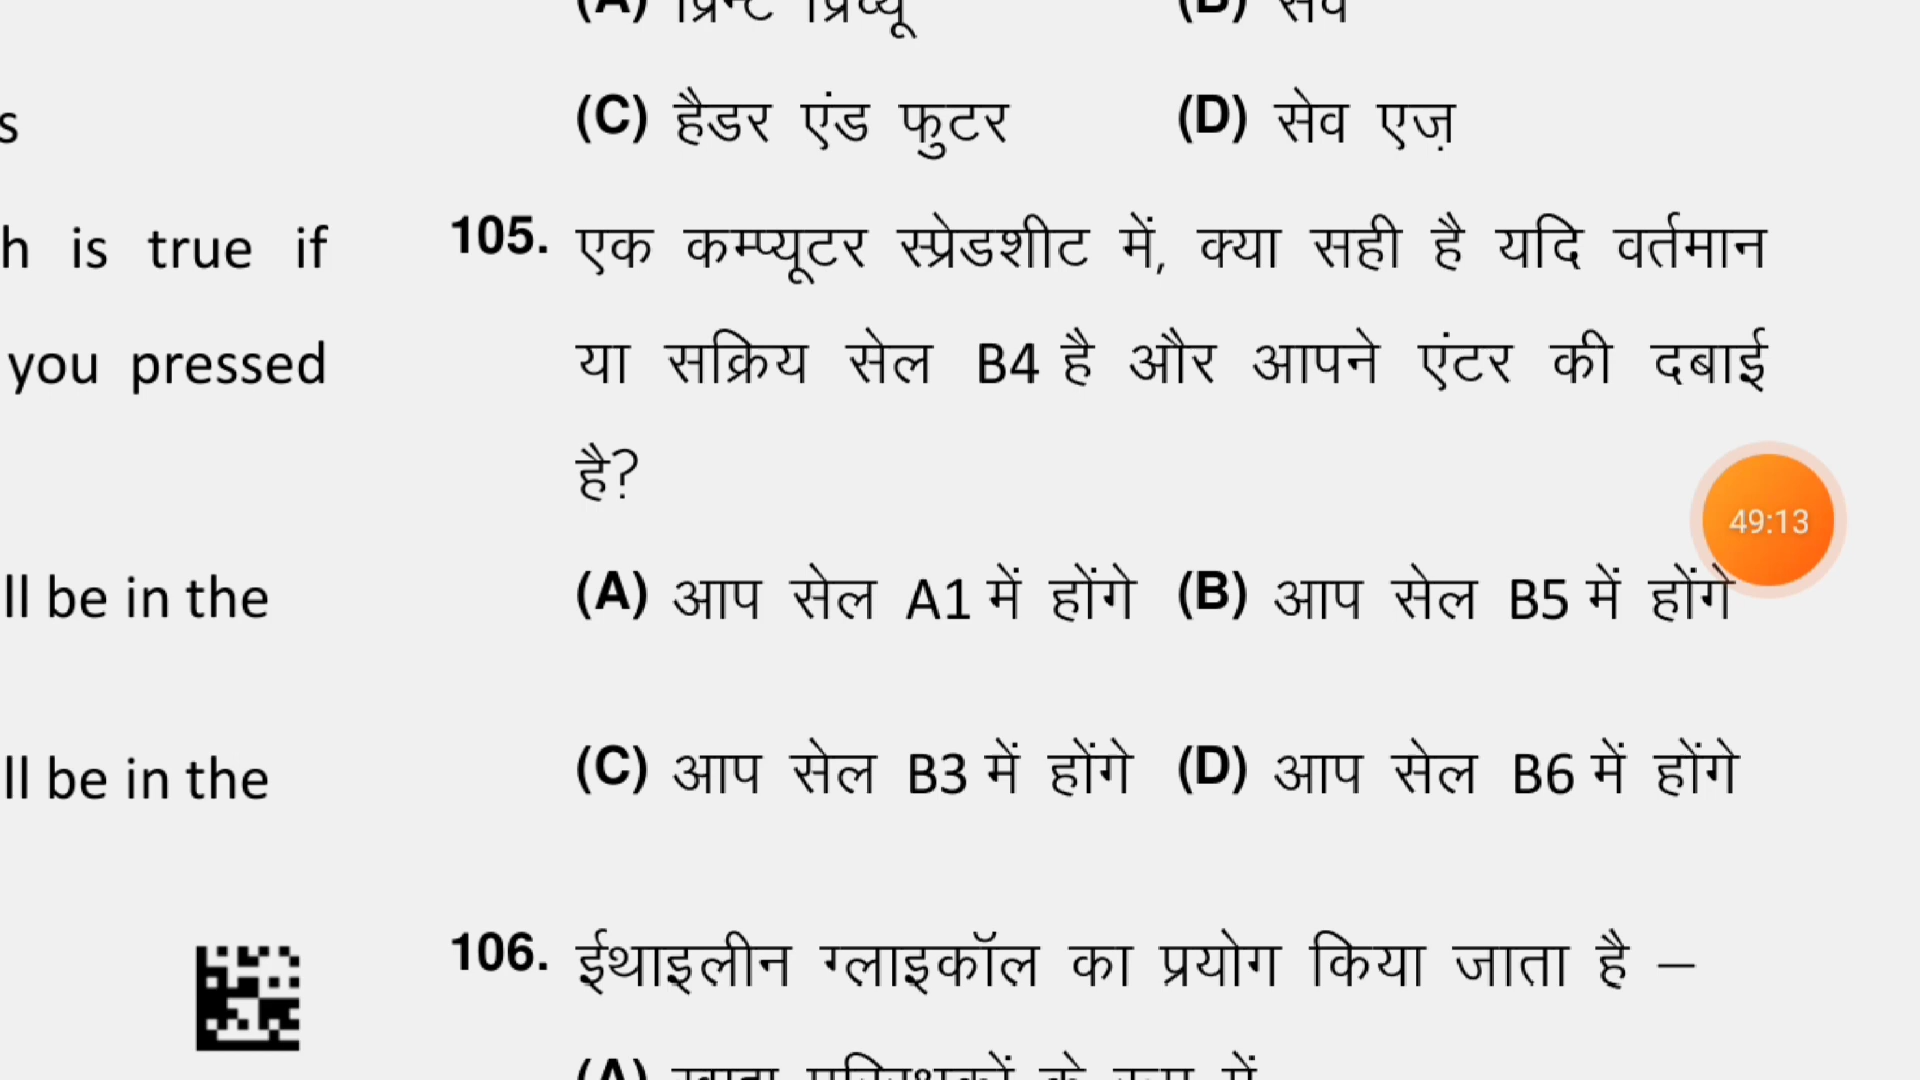 (C) हैडर एंड फुटर (D) सेव एज़
s
h is true if
105. एक कम्प्यूटर स्प्रेडशीट में, क्या सही है यदि वर्तमान
you pressed
या सक्रिय सेल B4 है और आपने एंटर की दबाई
है?
49:13
ll be in the
(A) आप सेल A1 में होंगे (B) आप सेल B5 में होंगे
ll be in the
(C) आप सेल B3 में होंगे (D) आप सेल B6 में होंगे
106. ईथाइलीन ग्लाइकॉल का प्रयोग किया जाता है –